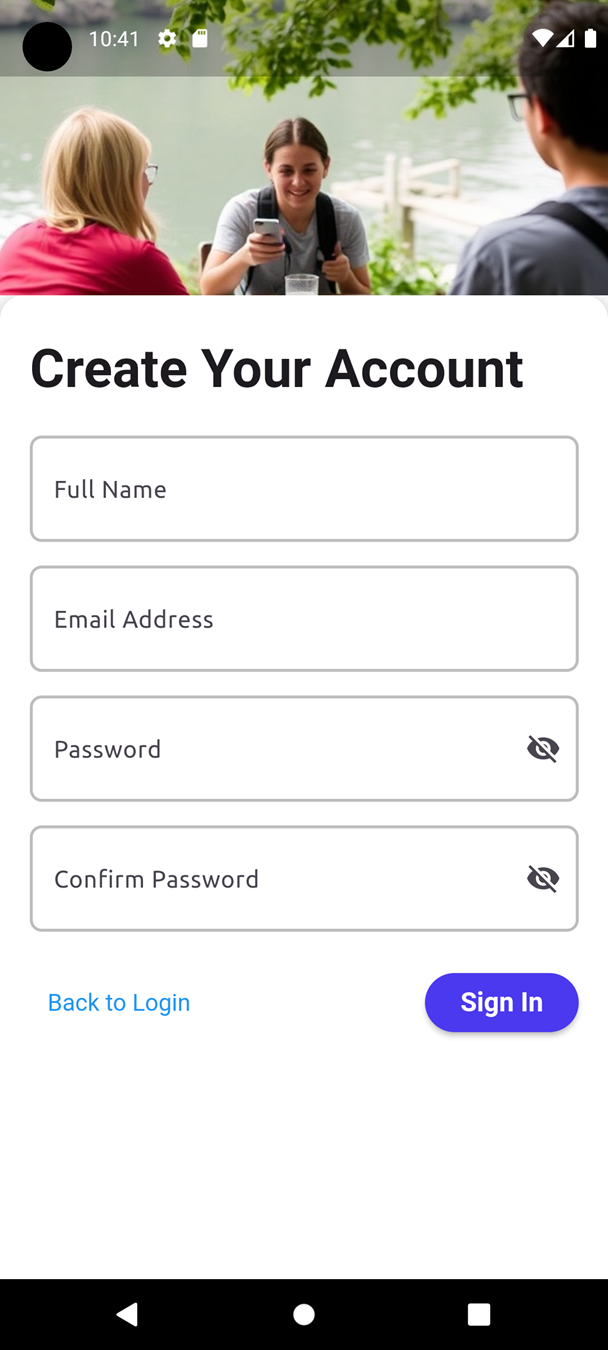 10:41
Create Your Account
Full Name
Email Address
Password
Confirm Password
Back to Login
Sign In